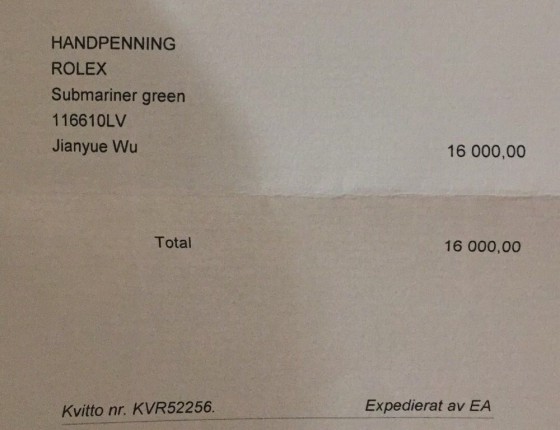 HANDPENNING
ROLEX
Submariner green
116610LV
Jianyue Wu 16 000,00
Total 16 000,00
Kvitto nr. KVR52256. Expedierat av EA